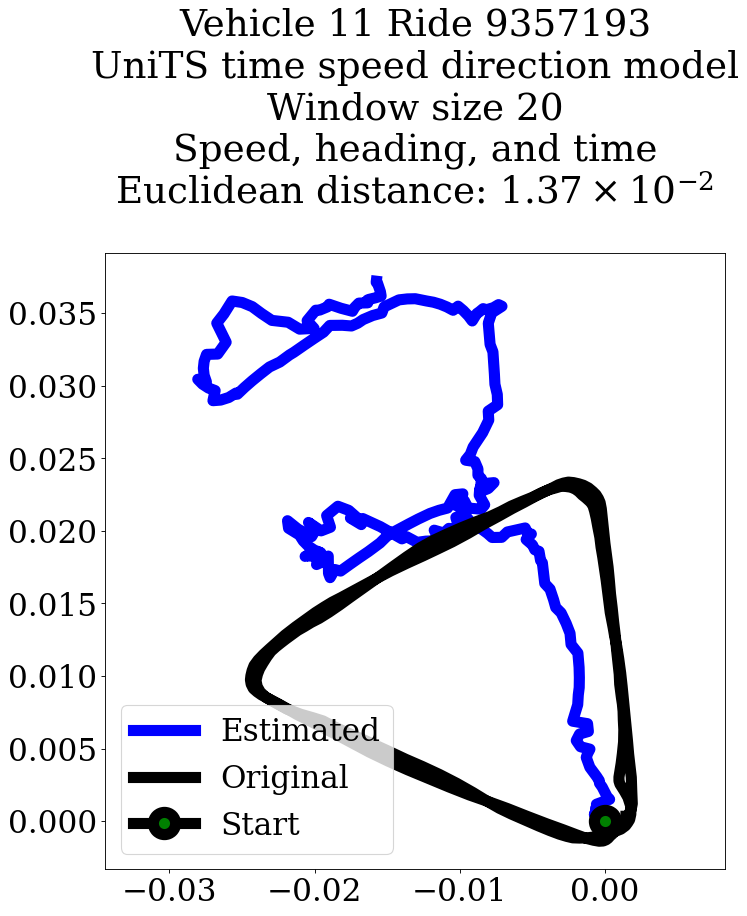 Vehicle 11 Ride 9357193
UniTS time speed direction model
Window size 20
Speed, heading, and time
Euclidean distance: 1.37 × 10⁻²
0.035
0.030
0.025
0.020
0.015
0.010
0.005
0.000
Estimated
Original
Start
−0.03 −0.02 −0.01 0.00